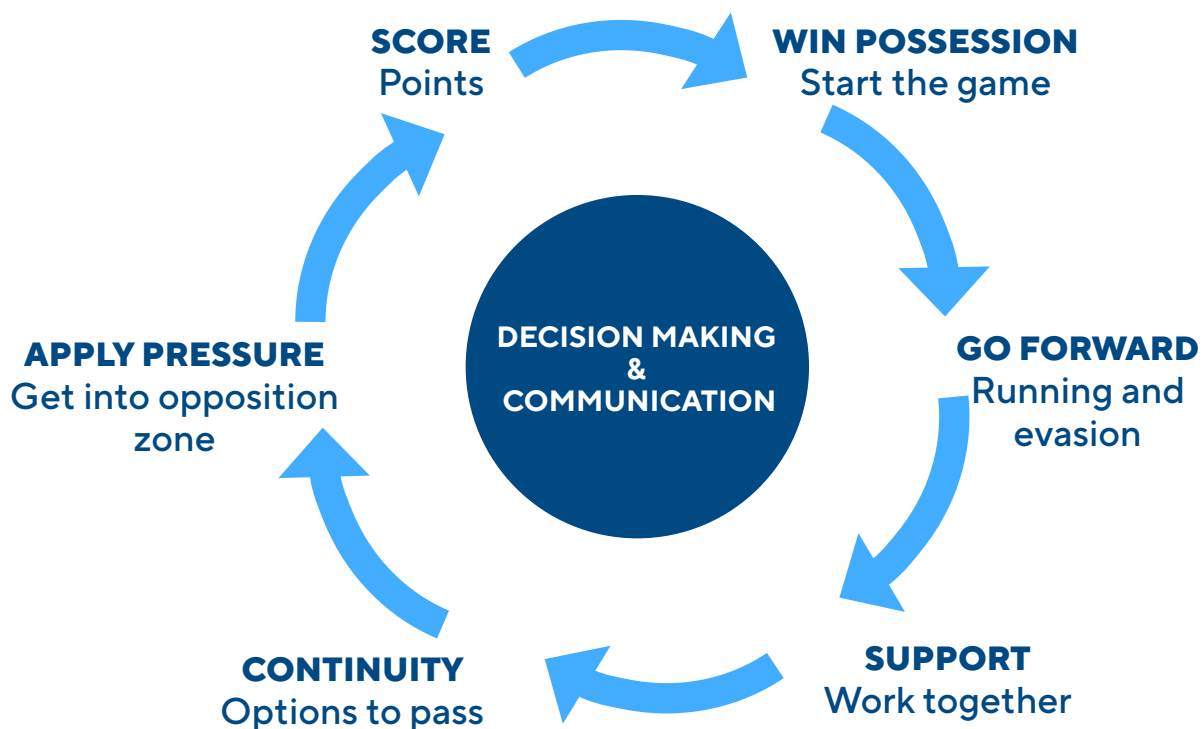 SCORE
Points
WIN POSSESSION
Start the game
GO FORWARD
Running and
evasion
SUPPORT
Work together
CONTINUITY
Options to pass
APPLY PRESSURE
Get into opposition
zone
DECISION MAKING
&
COMMUNICATION